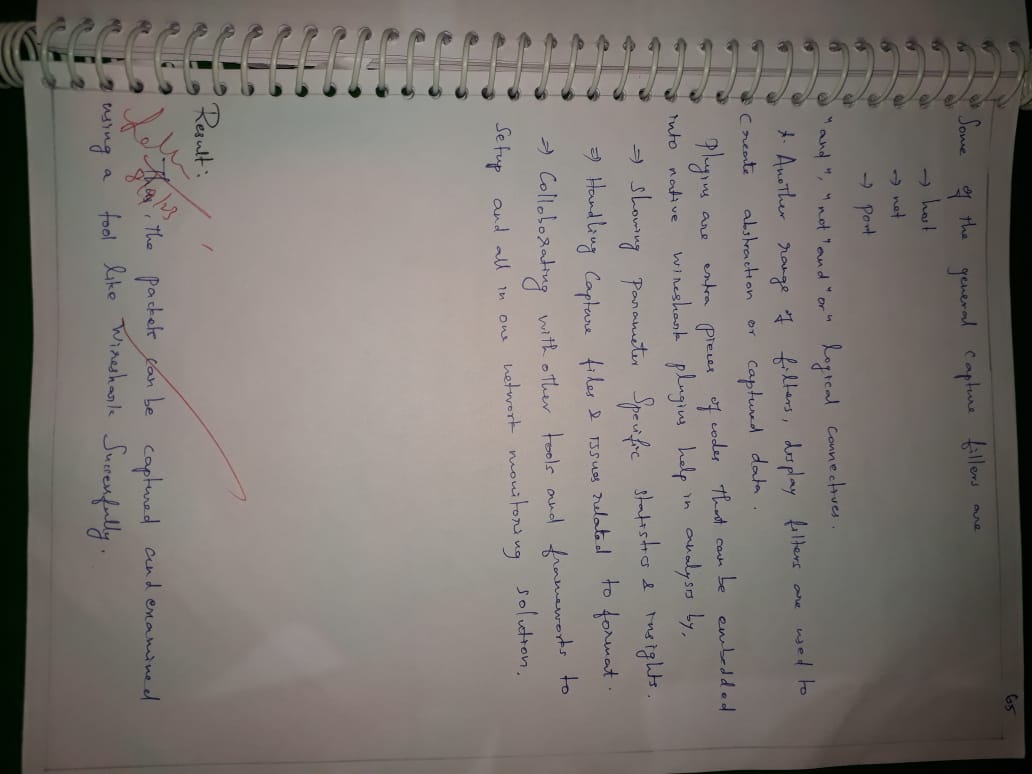 65
Some of the general capture filters are
→ host
→ net
→ port
"and", "not" and "or" logical connectives.
* Another range of filters, display filters are used to
create abstraction or captured data.
Plugins are extra pieces of codes that can be embedded
into native wireshark plugins help in analysis by,
⇒ Showing parameter Specific statistics & insights.
⇒ Handling Capture files & issues related to format.
⇒ Collaborating with other tools and frameworks to
setup and all in one network monitoring solution.
Result:
Thus, the packets can be captured and examined
using a tool like Wireshark Successfully.